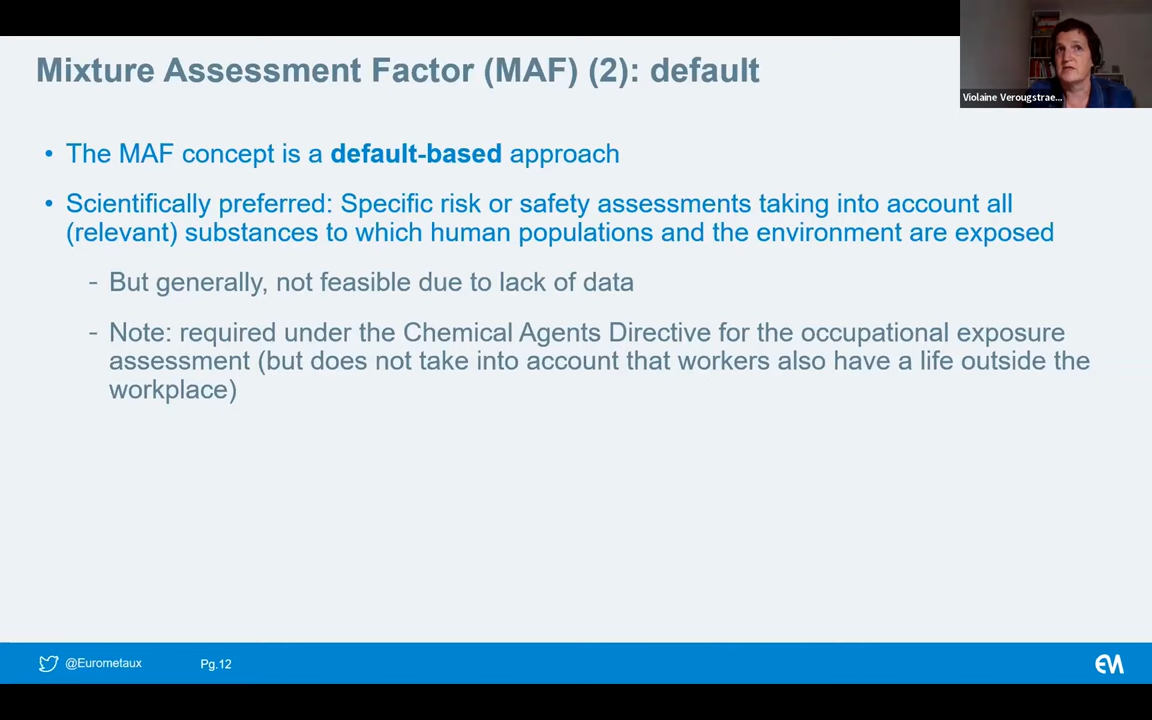 Mixture Assessment Factor (MAF) (2): default
Violaine Verougstrae...
• The MAF concept is a default-based approach
• Scientifically preferred: Specific risk or safety assessments taking into account all
(relevant) substances to which human populations and the environment are exposed
- But generally, not feasible due to lack of data
- Note: required under the Chemical Agents Directive for the occupational exposure
assessment (but does not take into account that workers also have a life outside the
workplace)
@Eurometaux
Pg.12
EM